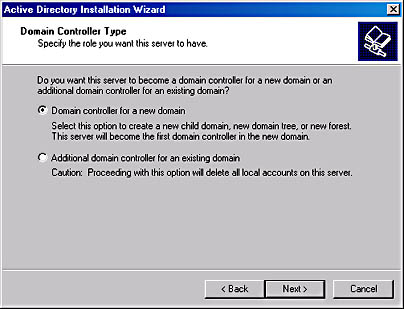 Active Directory Installation Wizard
Domain Controller Type
Specify the role you want this server to have.
Do you want this server to become a domain controller for a new domain or an
additional domain controller for an existing domain?
Domain controller for a new domain
Select this option to create a new child domain, new domain tree, or new forest.
This server will become the first domain controller in the new domain.
Additional domain controller for an existing domain
Caution: Proceeding with this option will delete all local accounts on this server.
< Back
Next >
Cancel